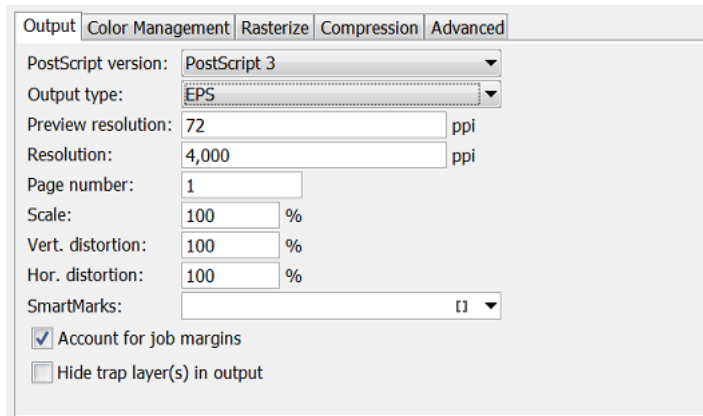 Output Color Management Rasterize Compression Advanced
PostScript version: PostScript 3
Output type: EPS
Preview resolution: 72 ppi
Resolution: 4,000 ppi
Page number: 1
Scale: 100 %
Vert. distortion: 100 %
Hor. distortion: 100 %
SmartMarks: []
Account for job margins
Hide trap layer(s) in output